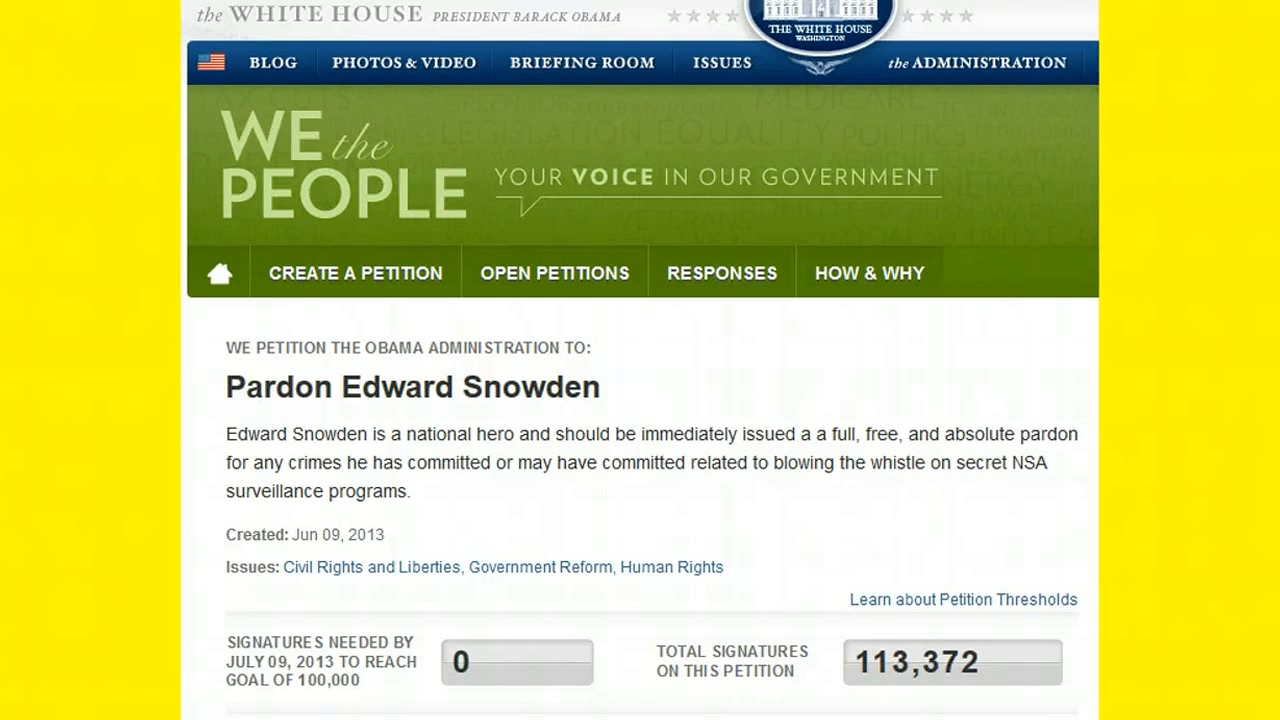 the WHITE HOUSE PRESIDENT BARACK OBAMA
THE WHITE HOUSE
WASHINGTON
BLOG PHOTOS & VIDEO BRIEFING ROOM ISSUES the ADMINISTRATION
WE the
PEOPLE
YOUR VOICE IN OUR GOVERNMENT
LEGISLATION EQUALITY POLITICS
MEDICARE
CREATE A PETITION OPEN PETITIONS RESPONSES HOW & WHY
WE PETITION THE OBAMA ADMINISTRATION TO:
Pardon Edward Snowden
Edward Snowden is a national hero and should be immediately issued a a full, free, and absolute pardon
for any crimes he has committed or may have committed related to blowing the whistle on secret NSA
surveillance programs.
Created: Jun 09, 2013
Issues: Civil Rights and Liberties, Government Reform, Human Rights
Learn about Petition Thresholds
SIGNATURES NEEDED BY
JULY 09, 2013 TO REACH
GOAL OF 100,000
0
TOTAL SIGNATURES
ON THIS PETITION
113,372